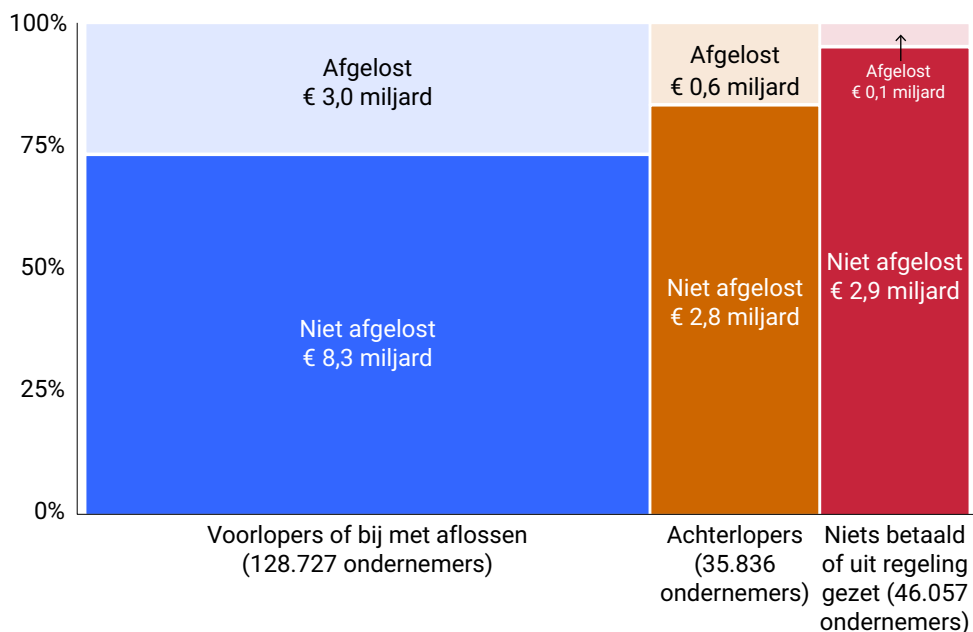 100%
75%
50%
25%
0%
Afgelost
€ 3,0 miljard
Niet afgelost
€ 8,3 miljard
Afgelost
€ 0,6 miljard
Niet afgelost
€ 2,8 miljard
Afgelost
€ 0,1 miljard
Niet afgelost
€ 2,9 miljard
Voorlopers of bij met aflossen
(128.727 ondernemers)
Achterlopers
(35.836
ondernemers)
Niets betaald
of uit regeling
gezet (46.057
ondernemers)